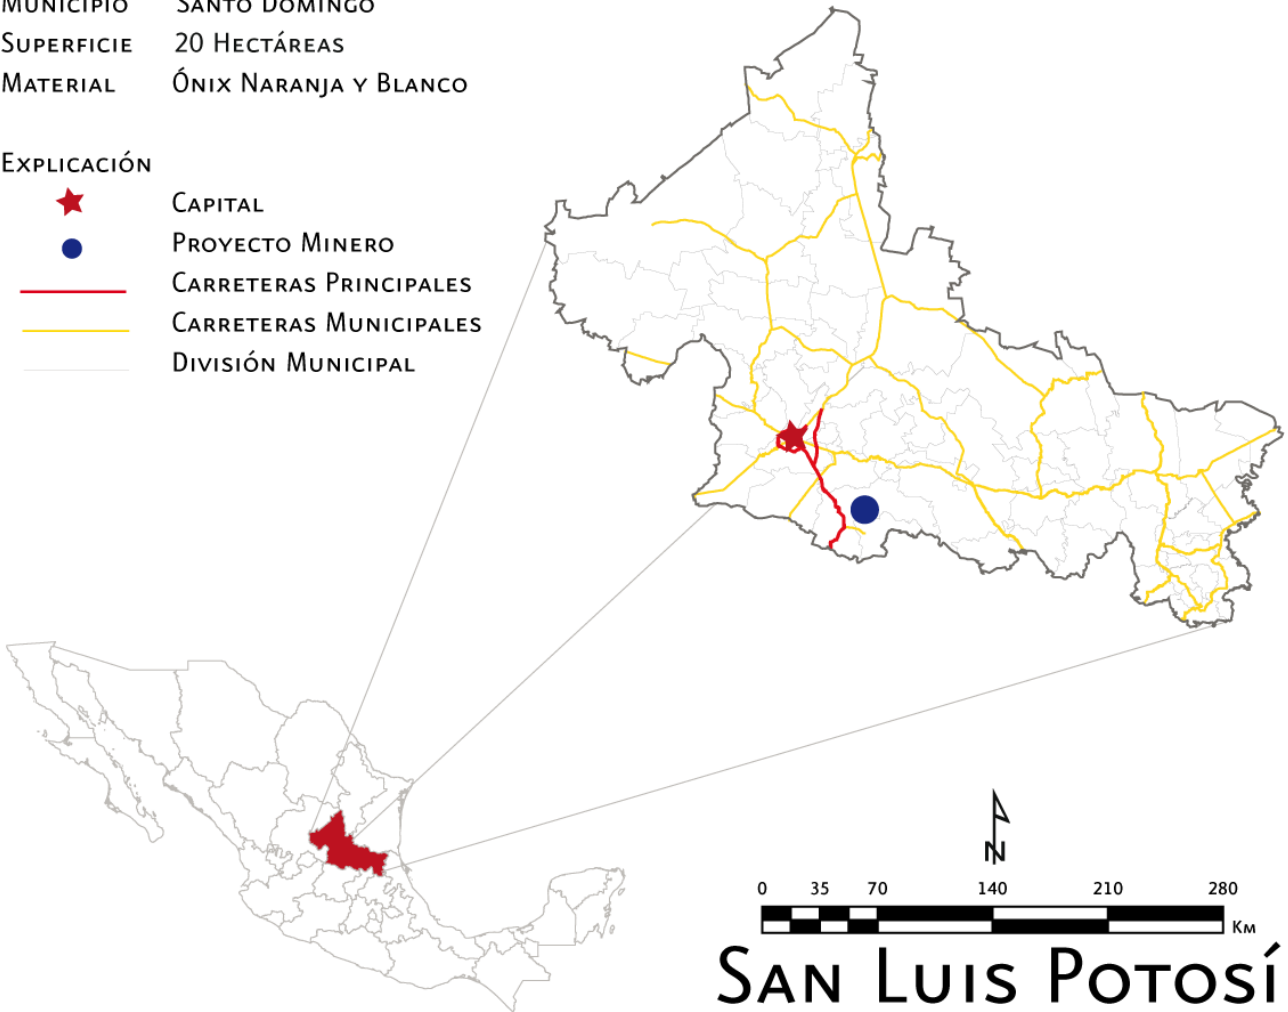 Municipio Santo Domingo
Superficie 20 Hectáreas
Material Ónix Naranja y Blanco
Explicación
Capital
Proyecto Minero
Carreteras Principales
Carreteras Municipales
División Municipal
N
0 35 70 140 210 280
Km
San Luis Potosí